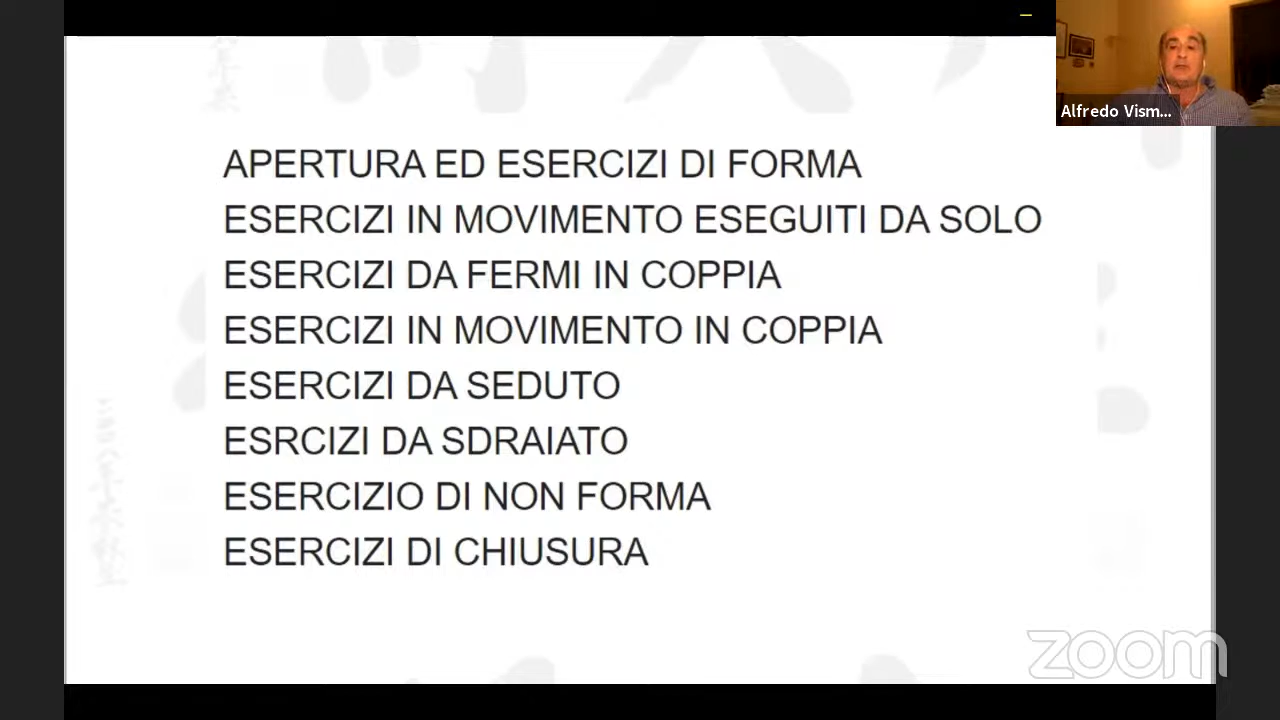 Alfredo Vism...
APERTURA ED ESERCIZI DI FORMA
ESERCIZI IN MOVIMENTO ESEGUITI DA SOLO
ESERCIZI DA FERMI IN COPPIA
ESERCIZI IN MOVIMENTO IN COPPIA
ESERCIZI DA SEDUTO
ESRCIZI DA SDRAIATO
ESERCIZIO DI NON FORMA
ESERCIZI DI CHIUSURA
zoom